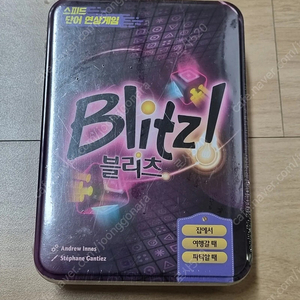 스피드
단어 연상게임
Blitz!
블리츠
집에서
여행갈 때
파티할 때
Andrew Innes
Stéphane Gantiez